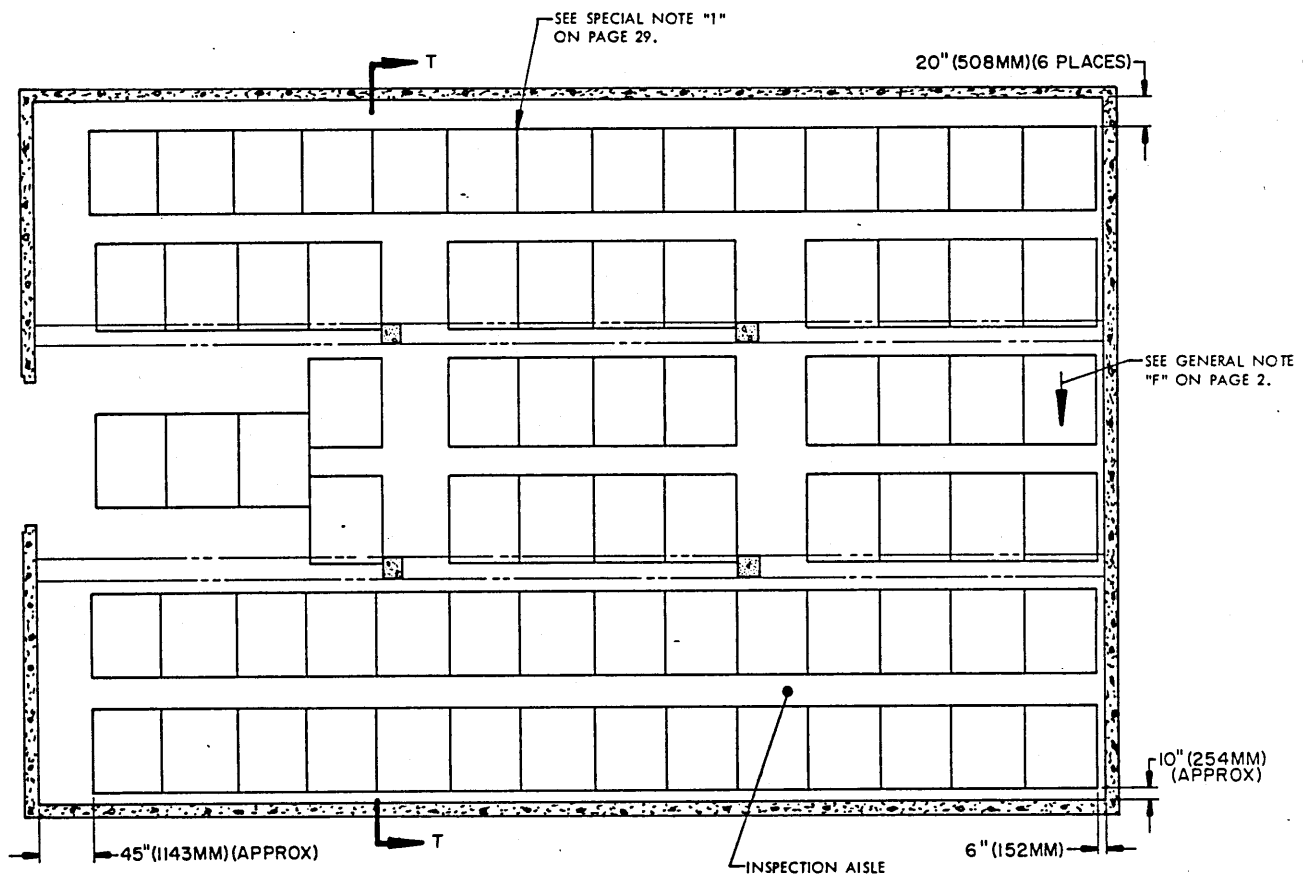 SEE SPECIAL NOTE "1"
ON PAGE 29.
T
20" (508MM)(6 PLACES)
SEE GENERAL NOTE
"F" ON PAGE 2.
10" (254MM)
(APPROX)
T
45" (1143MM)(APPROX)
6" (152MM)
INSPECTION AISLE